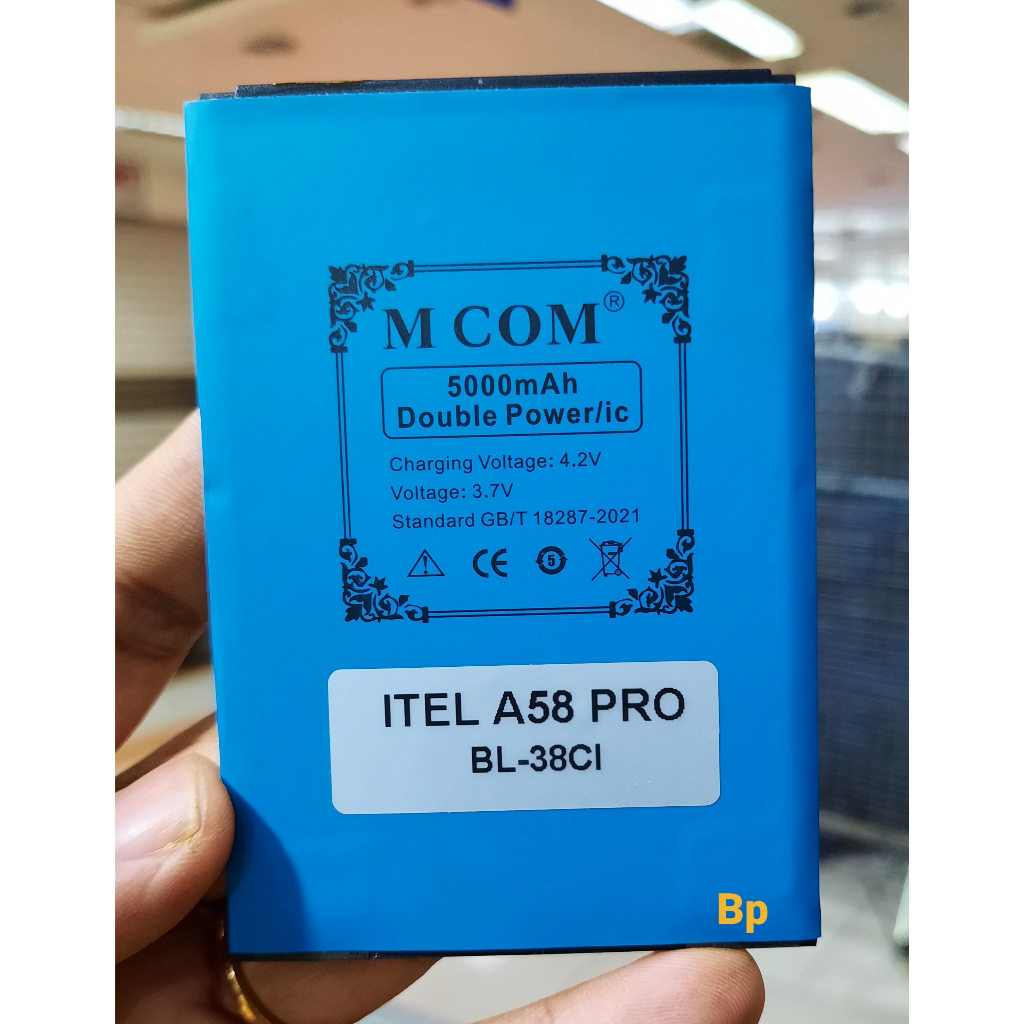 M COM®
5000mAh
Double Power/ic
Charging Voltage: 4.2V
Voltage: 3.7V
Standard GB/T 18287-2021
CE
5
ITEL A58 PRO
BL-38CI
Bp